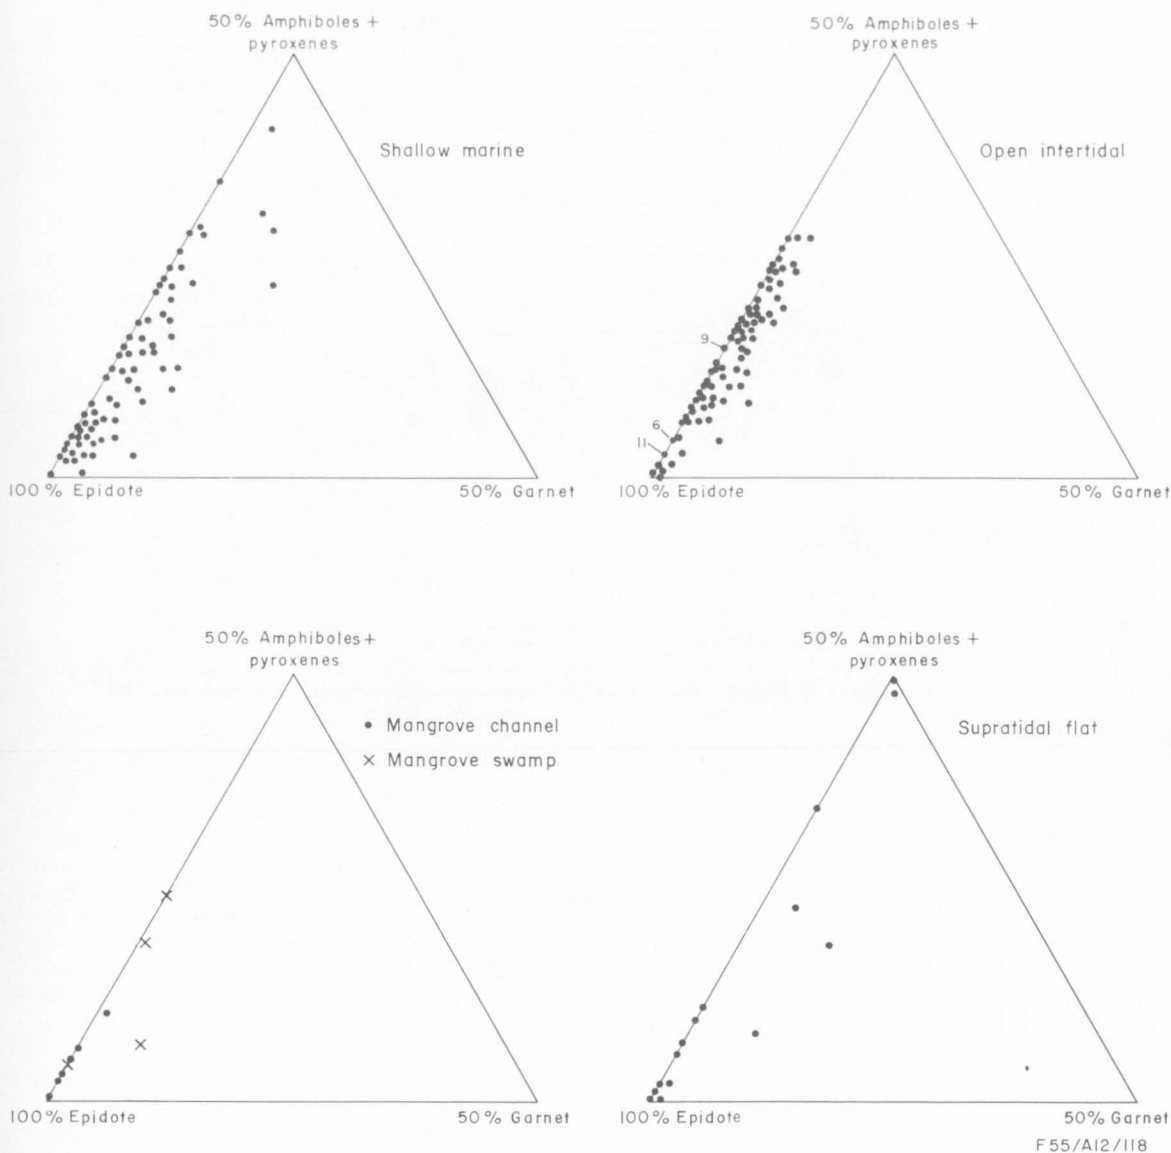 50% Amphiboles +
pyroxenes
Shallow marine
100% Epidote
50% Garnet
50% Amphiboles +
pyroxenes
Open intertidal
9
6
11
100% Epidote
50% Garnet
50% Amphiboles +
pyroxenes
Mangrove channel
× Mangrove swamp
100% Epidote
50% Garnet
50% Amphiboles +
pyroxenes
Supratidal flat
100% Epidote
50% Garnet
F55/A12/118